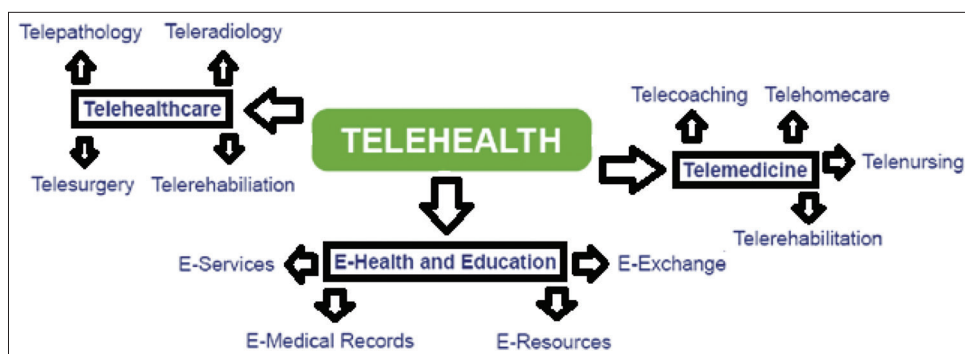 Telepathology
Teleradiology
Telehealthcare
Telesurgery
Telerehabiliation
TELEHEALTH
Telecoaching
Telehomecare
Telemedicine
Telenursing
Telerehabilitation
E-Services
E-Health and Education
E-Exchange
E-Medical Records
E-Resources